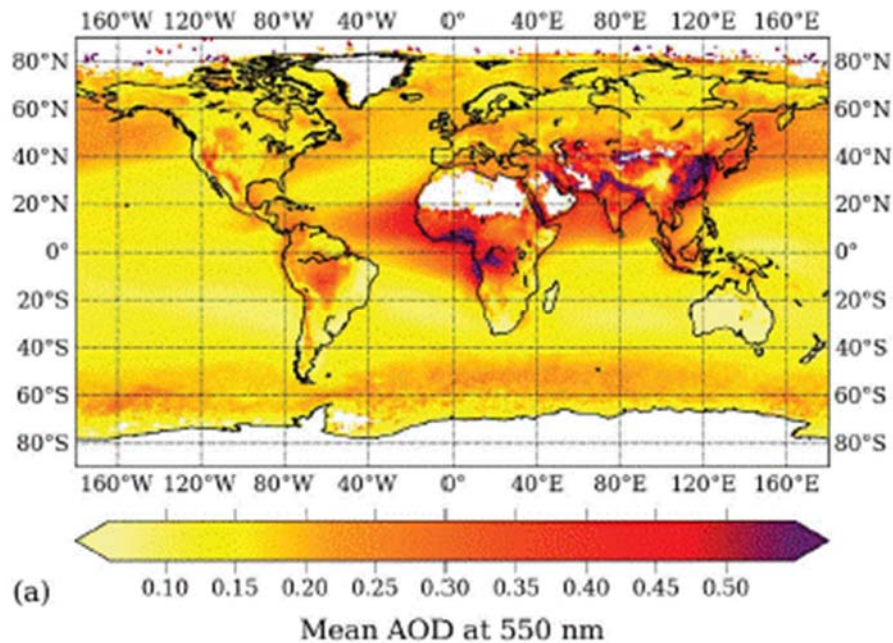 160°W 120°W 80°W 40°W 0° 40°E 80°E 120°E 160°E
80°N 80°N
60°N 60°N
40°N 40°N
20°N 20°N
0° 0°
20°S 20°S
40°S 40°S
60°S 60°S
80°S 80°S
160°W 120°W 80°W 40°W 0° 40°E 80°E 120°E 160°E
0.10 0.15 0.20 0.25 0.30 0.35 0.40 0.45 0.50
(a)
Mean AOD at 550 nm